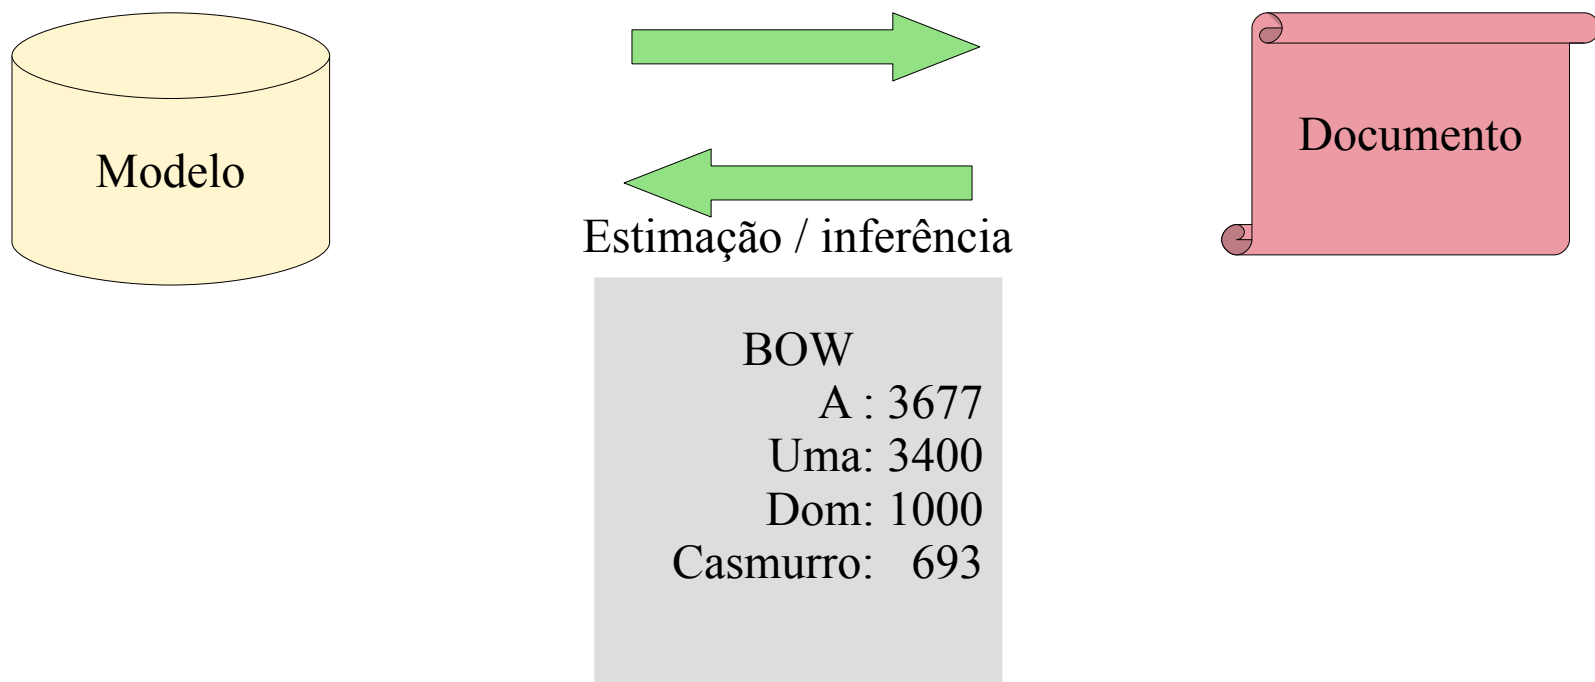 Modelo
Documento
Estimação / inferência
BOW
A : 3677
Uma: 3400
Dom: 1000
Casmurro: 693